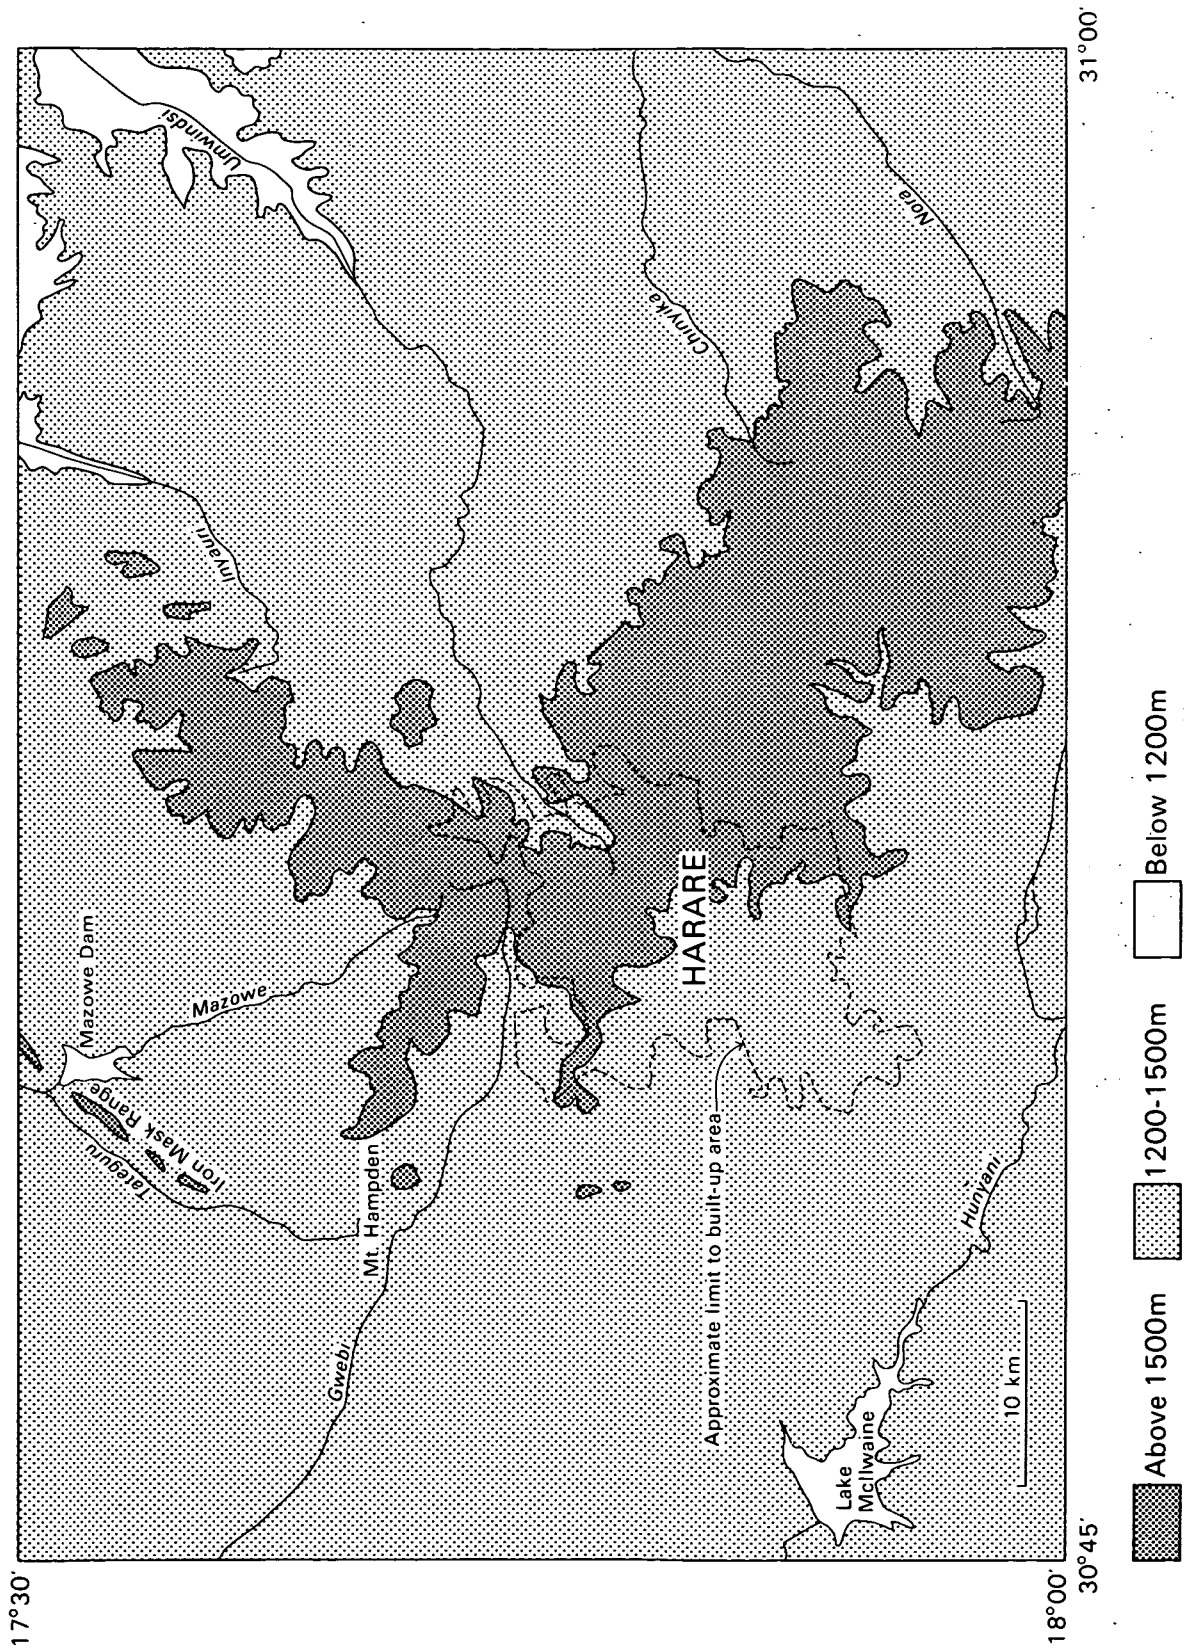 17°30'
18°00'
30°45'
31°00'
Umwindsi
Inyauri
Chinyika
Nora
Mazowe Dam
Mazowe
Iron Mask Range
Tateguru
Mt. Hampden
Gwebi
HARARE
Approximate limit to built-up area
Hunyani
Lake
McIlwaine
10 km
Above 1500m
1200-1500m
Below 1200m